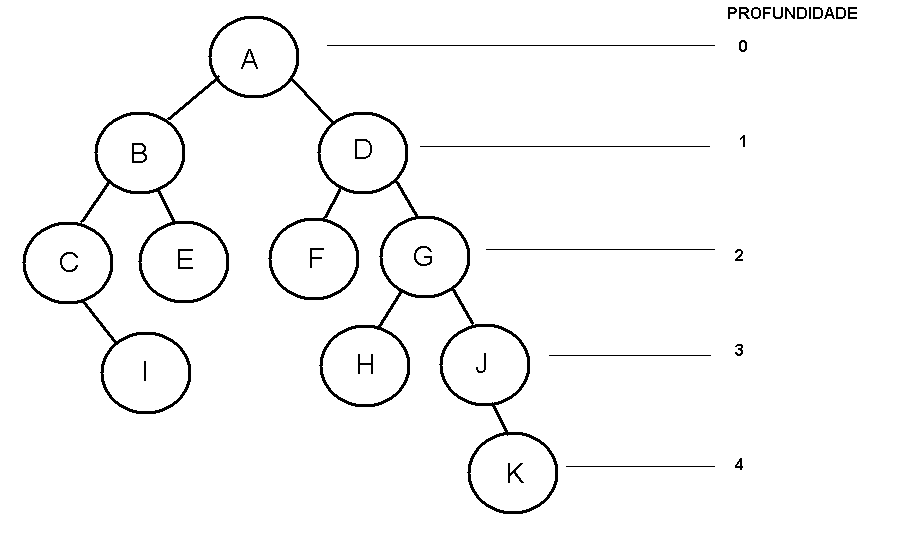 PROFUNDIDADE
A 0
B D 1
C E F G 2
I H J 3
K 4